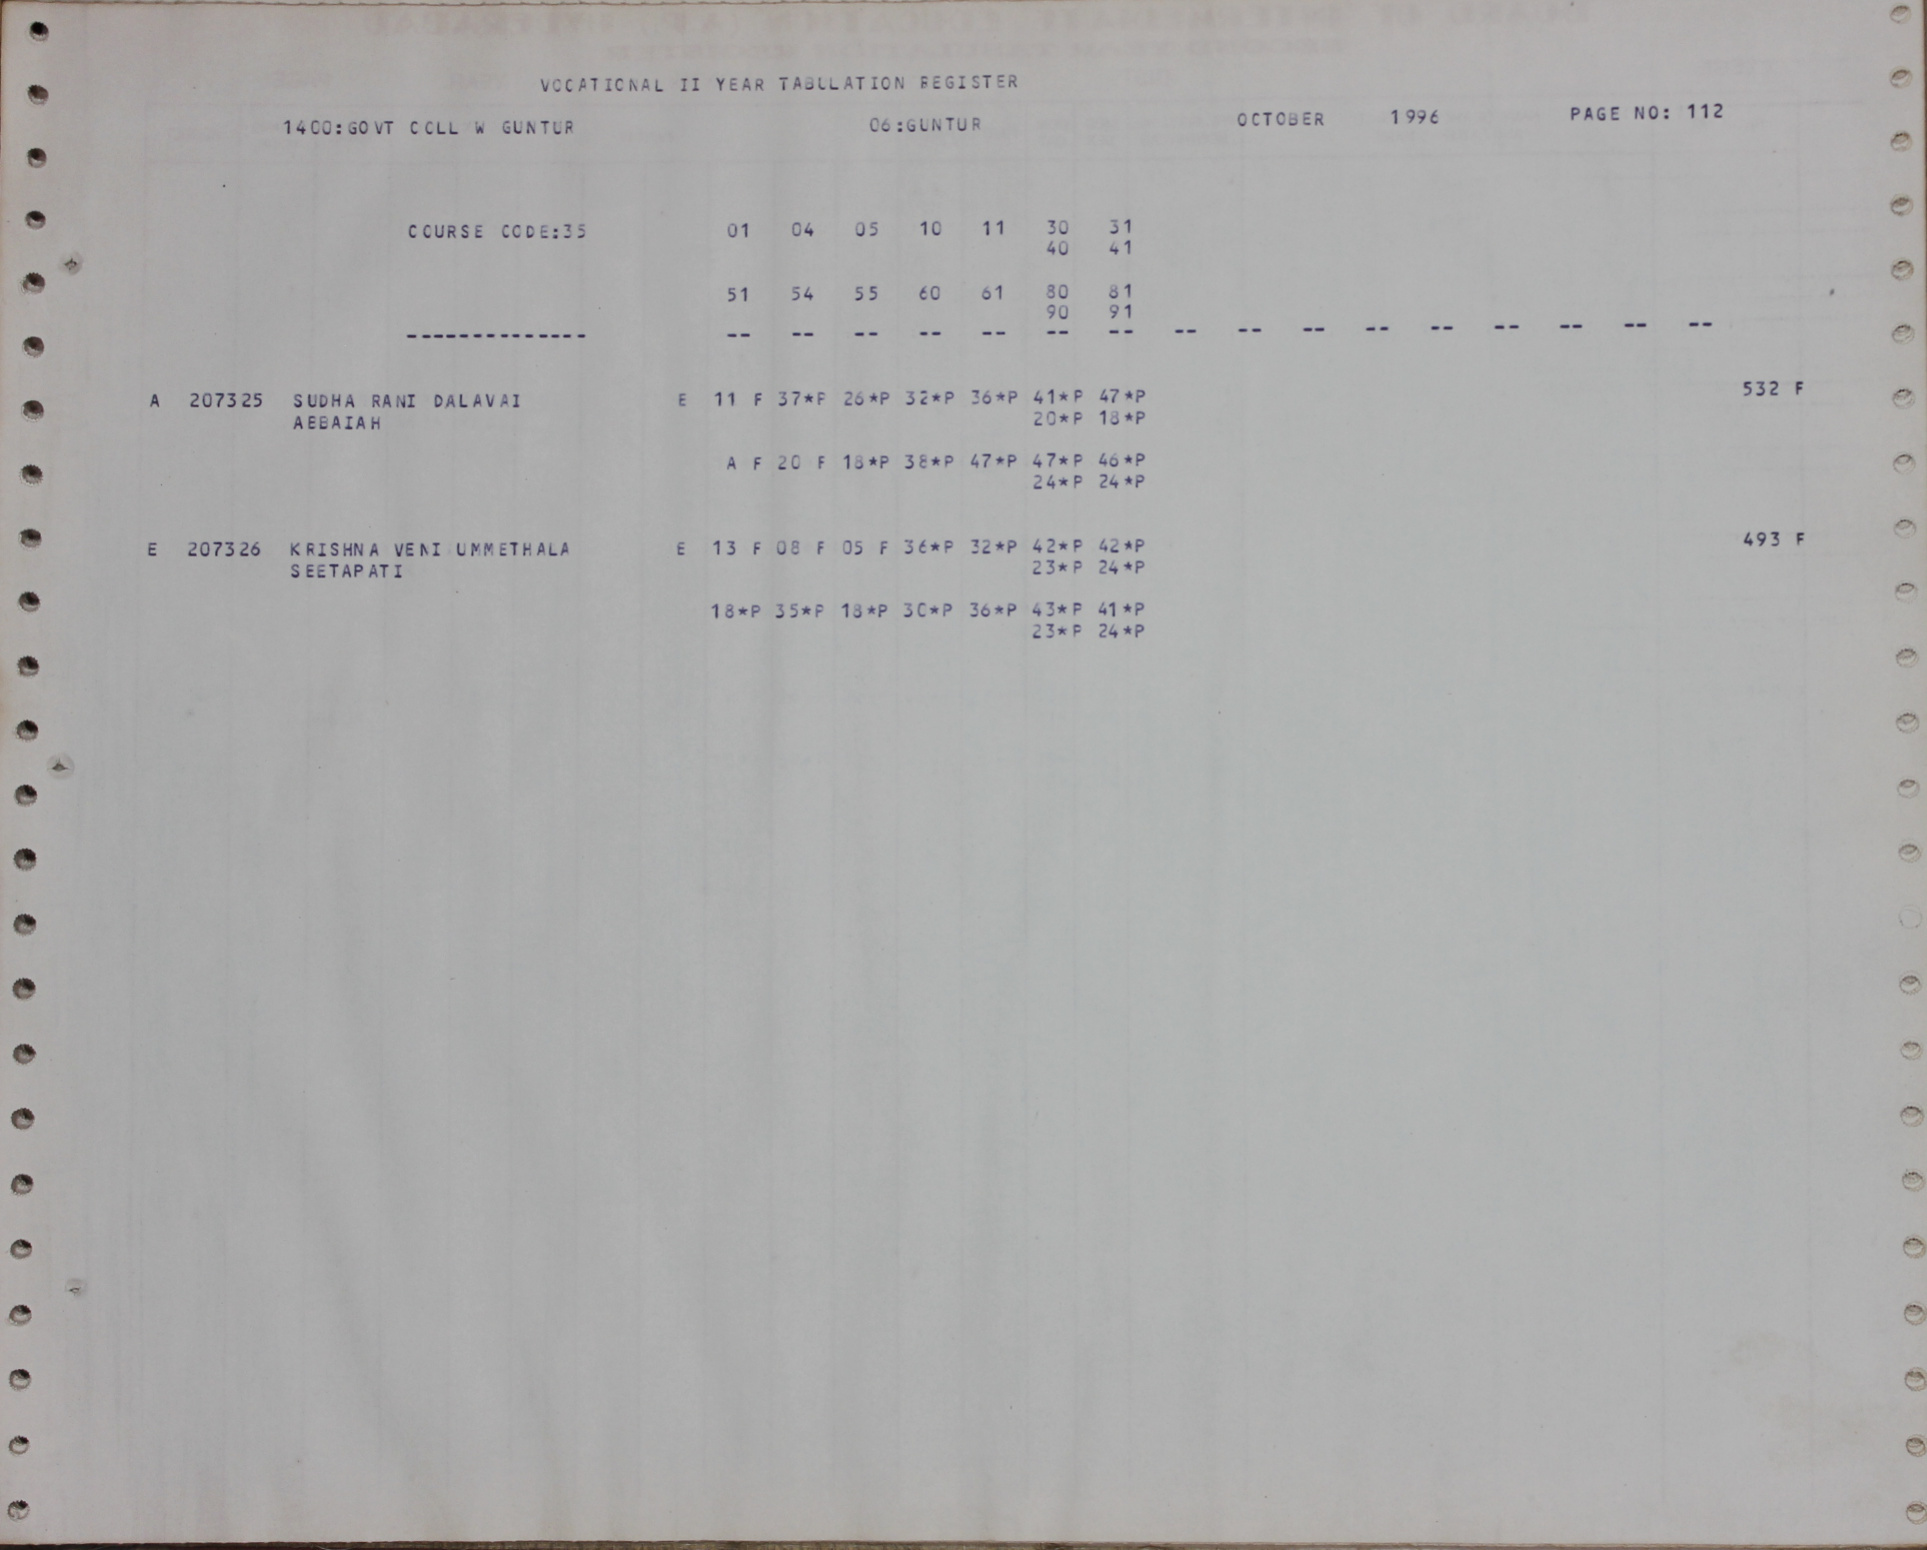 VOCATIONAL II YEAR TABULATION REGISTER
1400:GOVT COLL W GUNTUR 06:GUNTUR OCTOBER 1996 PAGE NO: 112
COURSE CODE:35 01 04 05 10 11 30 31
40 41
51 54 55 60 61 80 81
90 91
-------------- -- -- -- -- -- -- -- -- -- -- -- -- -- -- -- --
A 207325 SUDHA RANI DALAVAI E 11 F 37*P 26*P 32*P 36*P 41*P 47*P 532 F
ABBAIAH 20*P 18*P
A F 20 F 18*P 38*P 47*P 47*P 46*P
24*P 24*P
E 207326 KRISHNA VENI UMMETHALA E 13 F 08 F 05 F 36*P 32*P 42*P 42*P 493 F
SEETAPATI 23*P 24*P
18*P 35*P 18*P 30*P 36*P 43*P 41*P
23*P 24*P